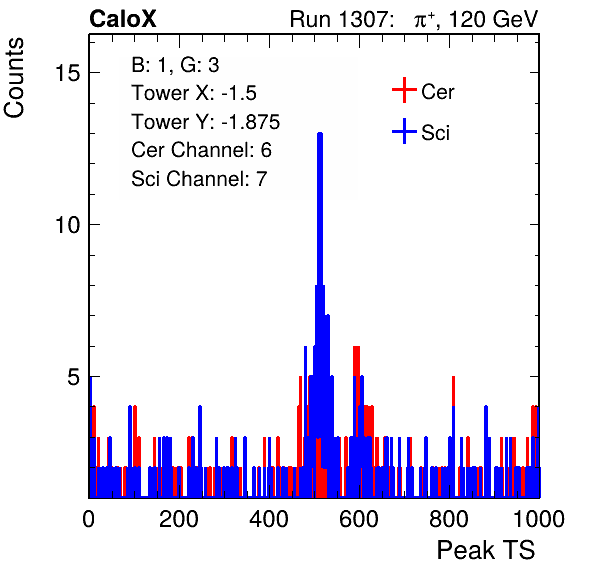 CaloX Run 1307: π⁺, 120 GeV
Counts
B: 1, G: 3
Tower X: -1.5
Tower Y: -1.875
Cer Channel: 6
Sci Channel: 7
Cer
Sci
15
10
5
0 200 400 600 800 1000
Peak TS